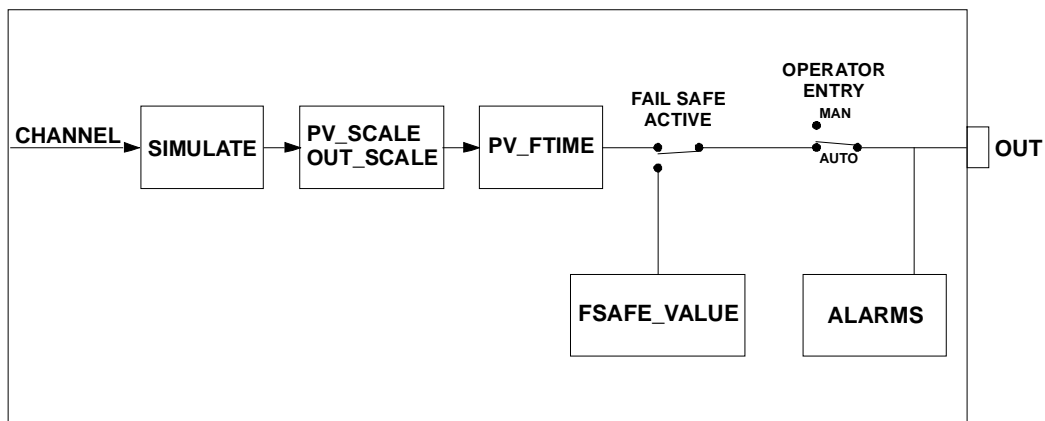 CHANNEL
SIMULATE
PV_SCALE
OUT_SCALE
PV_FTIME
FAIL SAFE
ACTIVE
OPERATOR
ENTRY
MAN
AUTO
OUT
FSAFE_VALUE
ALARMS